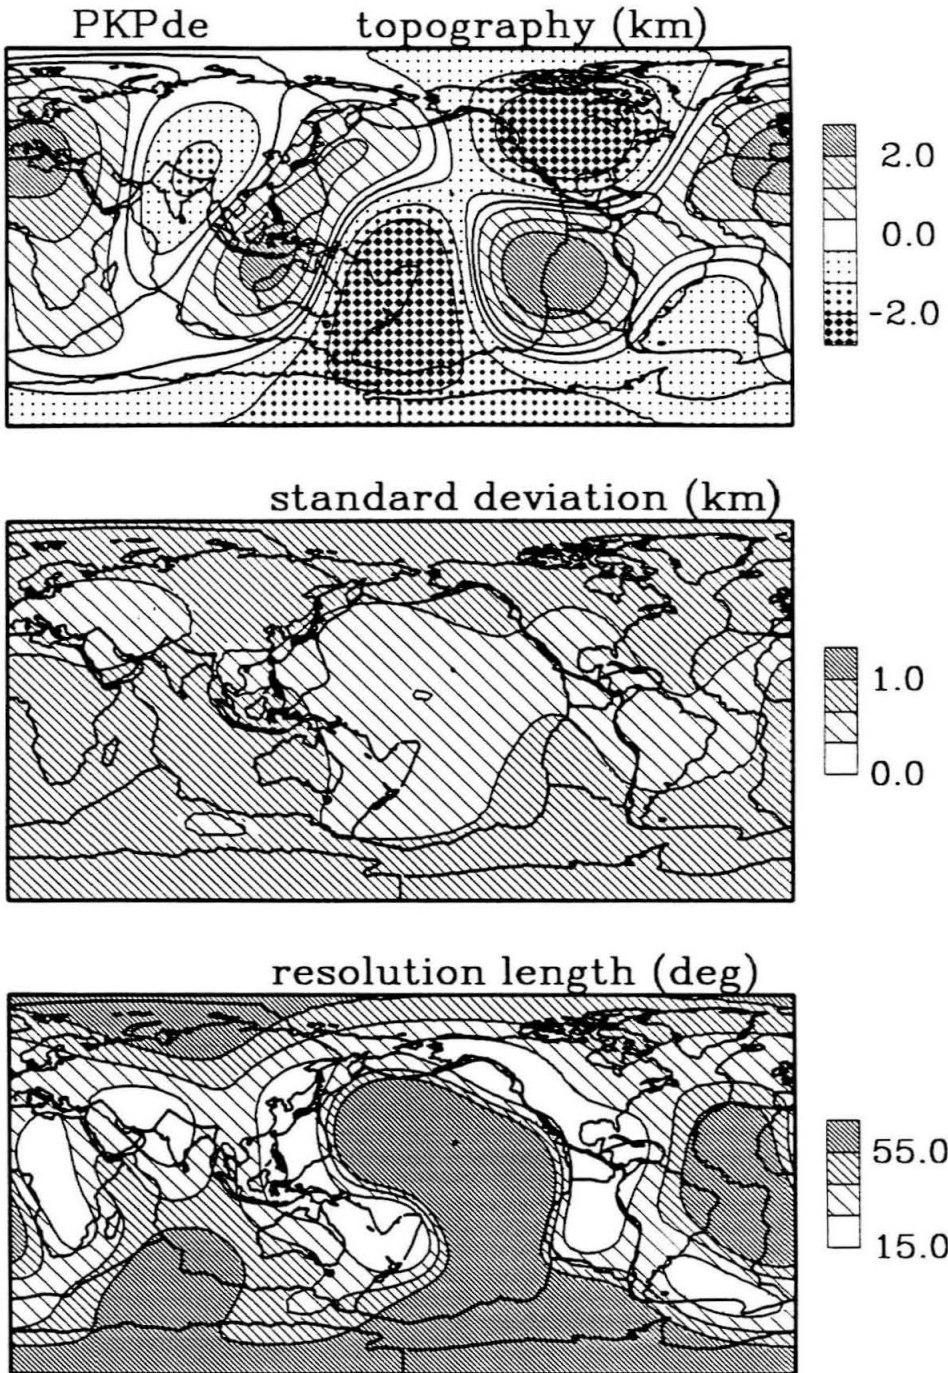 PKPde topography (km)
2.0
0.0
-2.0
standard deviation (km)
1.0
0.0
resolution length (deg)
55.0
15.0